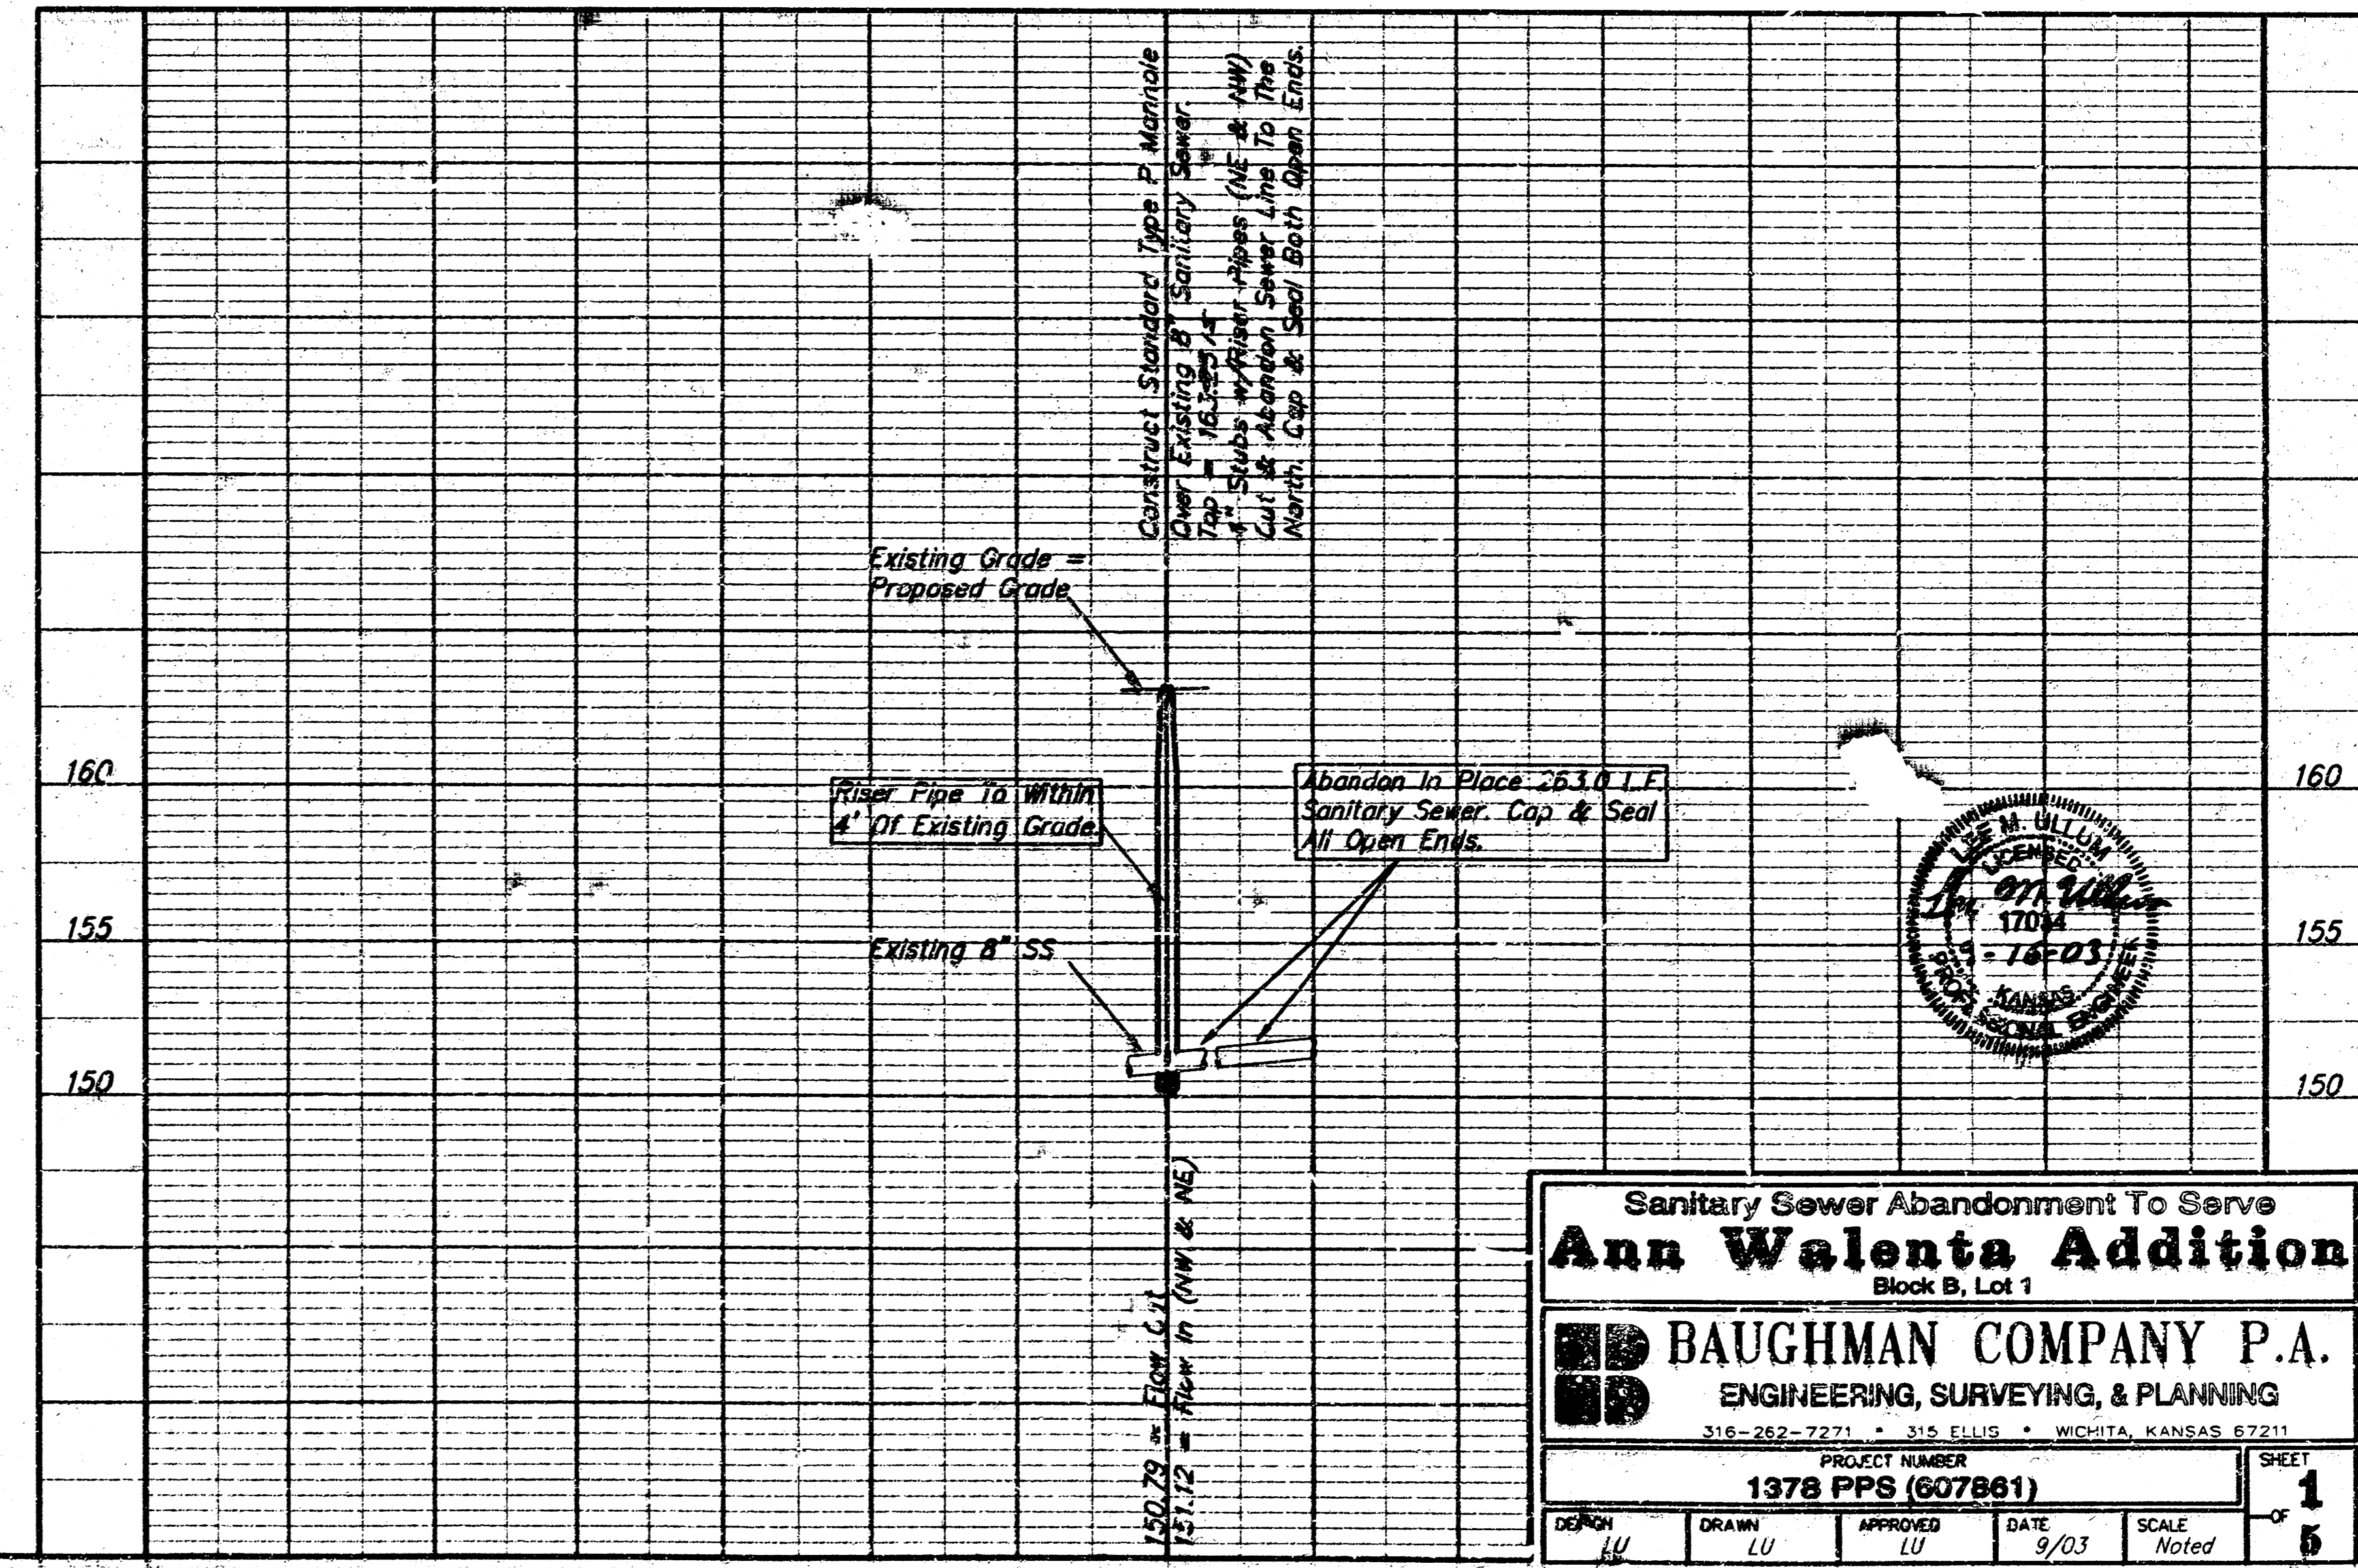 Construct Standard Type P Manhole
Over Existing 8" Sanitary Sewer.
Top = 163.
4" Stubs w/Riser Pipes (NE & NW)
Cut & Abandon Sewer Line To The
North. Cap & Seal Both Open Ends.
Existing Grade =
Proposed Grade
160
160
Riser Pipe To Within
4' Of Existing Grade
Abandon In Place 263.0 L.F.
Sanitary Sewer. Cap & Seal
All Open Ends.
155
155
Existing 8" SS
150
150
150.79 = Flow Out
151.12 = Flow In (NW & NE)
LEE M. ULLUM
LICENSED
9-16-03
KANSAS
PROFESSIONAL ENGINEER
Sanitary Sewer Abandonment To Serve
Ann Walenta Addition
Block B, Lot 1
BAUGHMAN COMPANY P.A.
ENGINEERING, SURVEYING, & PLANNING
316-262-7271 • 315 ELLIS • WICHITA, KANSAS 67211
PROJECT NUMBER
1378 PPS (607861)
SHEET
1
OF
5
DESIGN
LU
DRAWN
LU
APPROVED
LU
DATE
9/03
SCALE
Noted